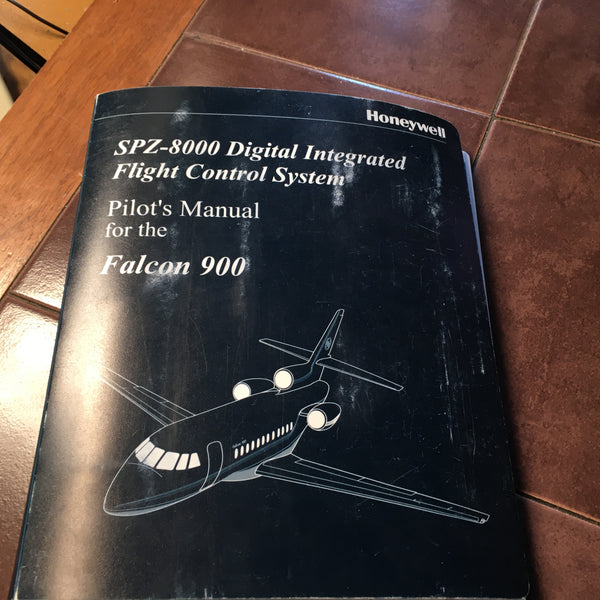 Honeywell
SPZ-8000 Digital Integrated
Flight Control System
Pilot's Manual
for the
Falcon 900